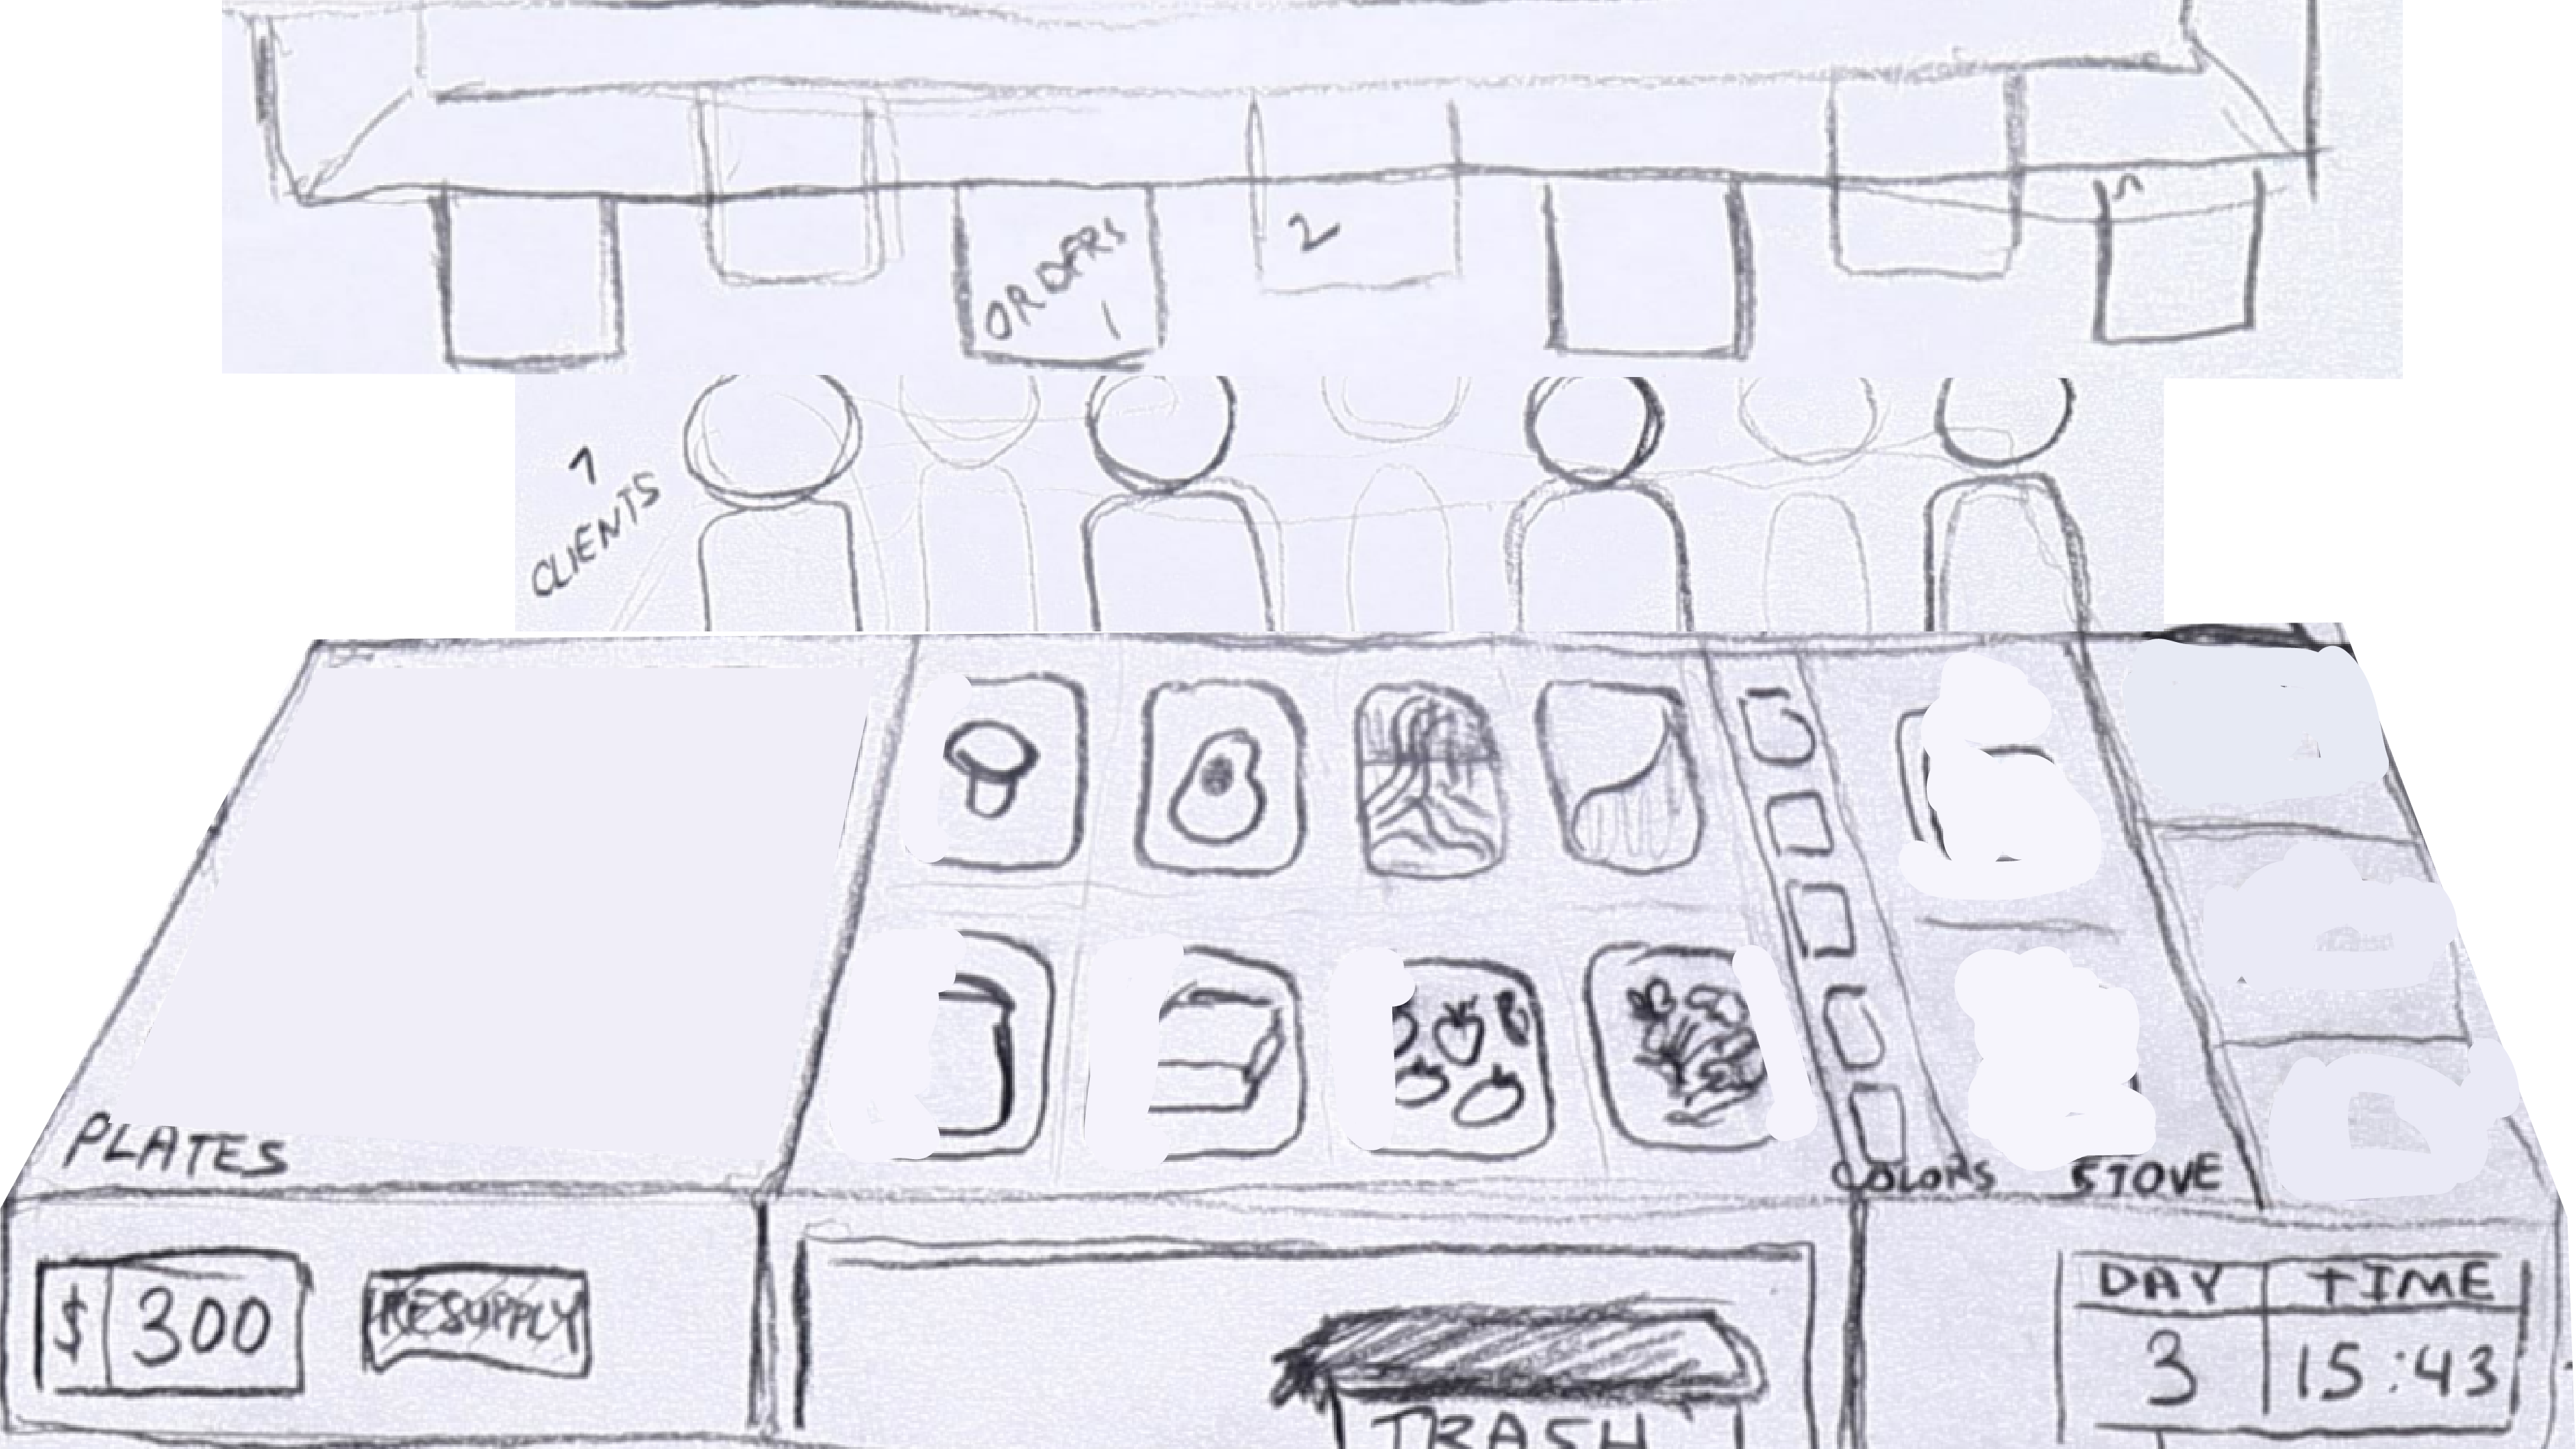 ORDERS
1
2
7
CLIENTS
PLATES
COLORS
STOVE
$ 300
RESUPPLY
DAY TIME
3 15:43
TRASH